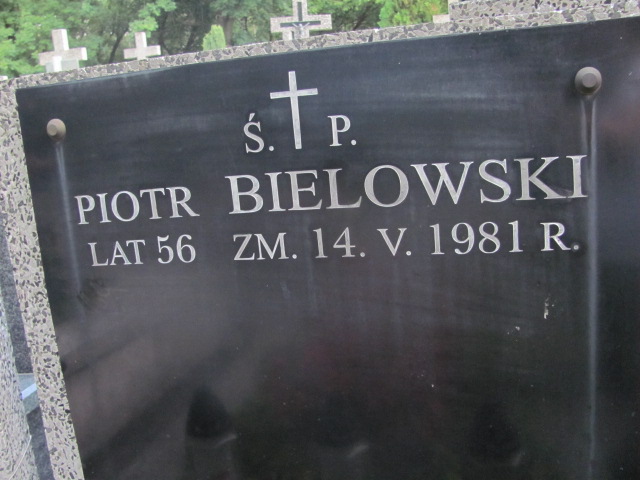 Ś. P.
PIOTR BIELOWSKI
LAT 56 ZM. 14. V. 1981 R.